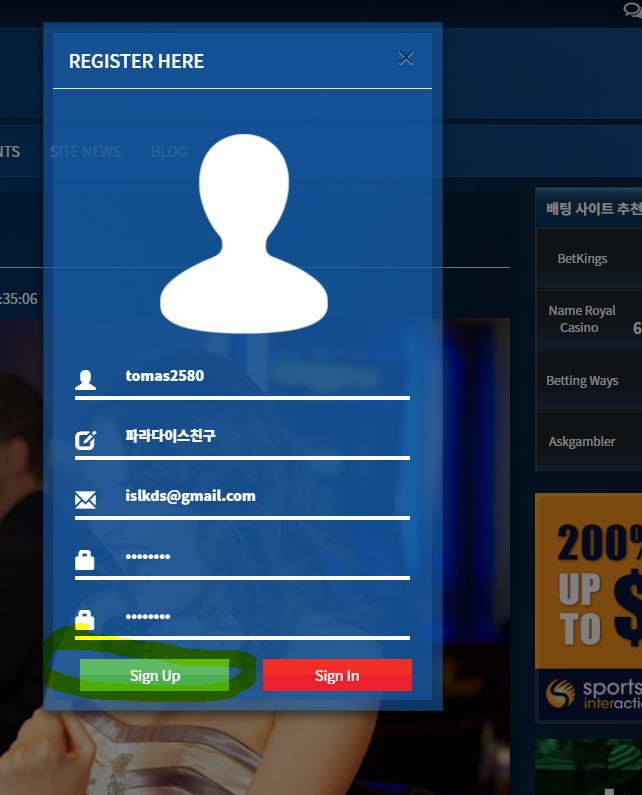 REGISTER HERE
NTS SITE NEWS BLOG
:35:06
tomas2580
파라다이스친구
islkds@gmail.com
••••••••
••••••••
Sign Up Sign In
배팅 사이트 추천
BetKings
Name Royal
Casino 6
Betting Ways
Askgambler
200%
UP
TO $
sports
interacti